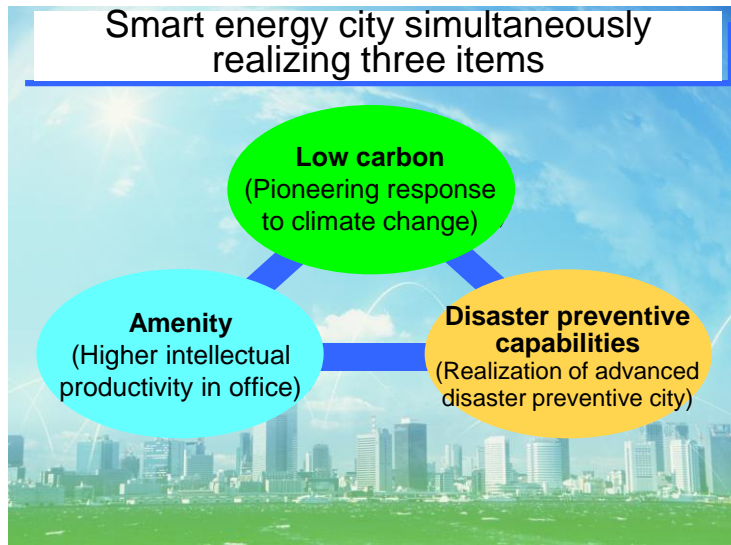 Smart energy city simultaneously
realizing three items
Low carbon
(Pioneering response
to climate change)
Amenity
(Higher intellectual
productivity in office)
Disaster preventive
capabilities
(Realization of advanced
disaster preventive city)